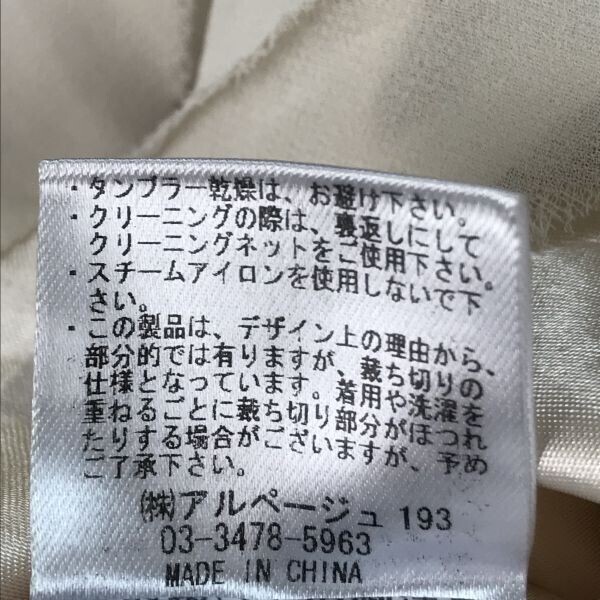 ・タンブラー乾燥は、お避け下さい。
・クリーニングの際は、裏返しにして
クリーニングネットをご使用下さい。
・スチームアイロンを使用しないで下
さい。
・この製品は、デザイン上の理由から、
部分的では有りますが、裁ち切りの
仕様となっています。着用や洗濯を
重ねるごとに裁ち切り部分がほつれ
たりする場合がございますが、予め
ご了承下さい。
㈱アルページュ 193
03-3478-5963
MADE IN CHINA